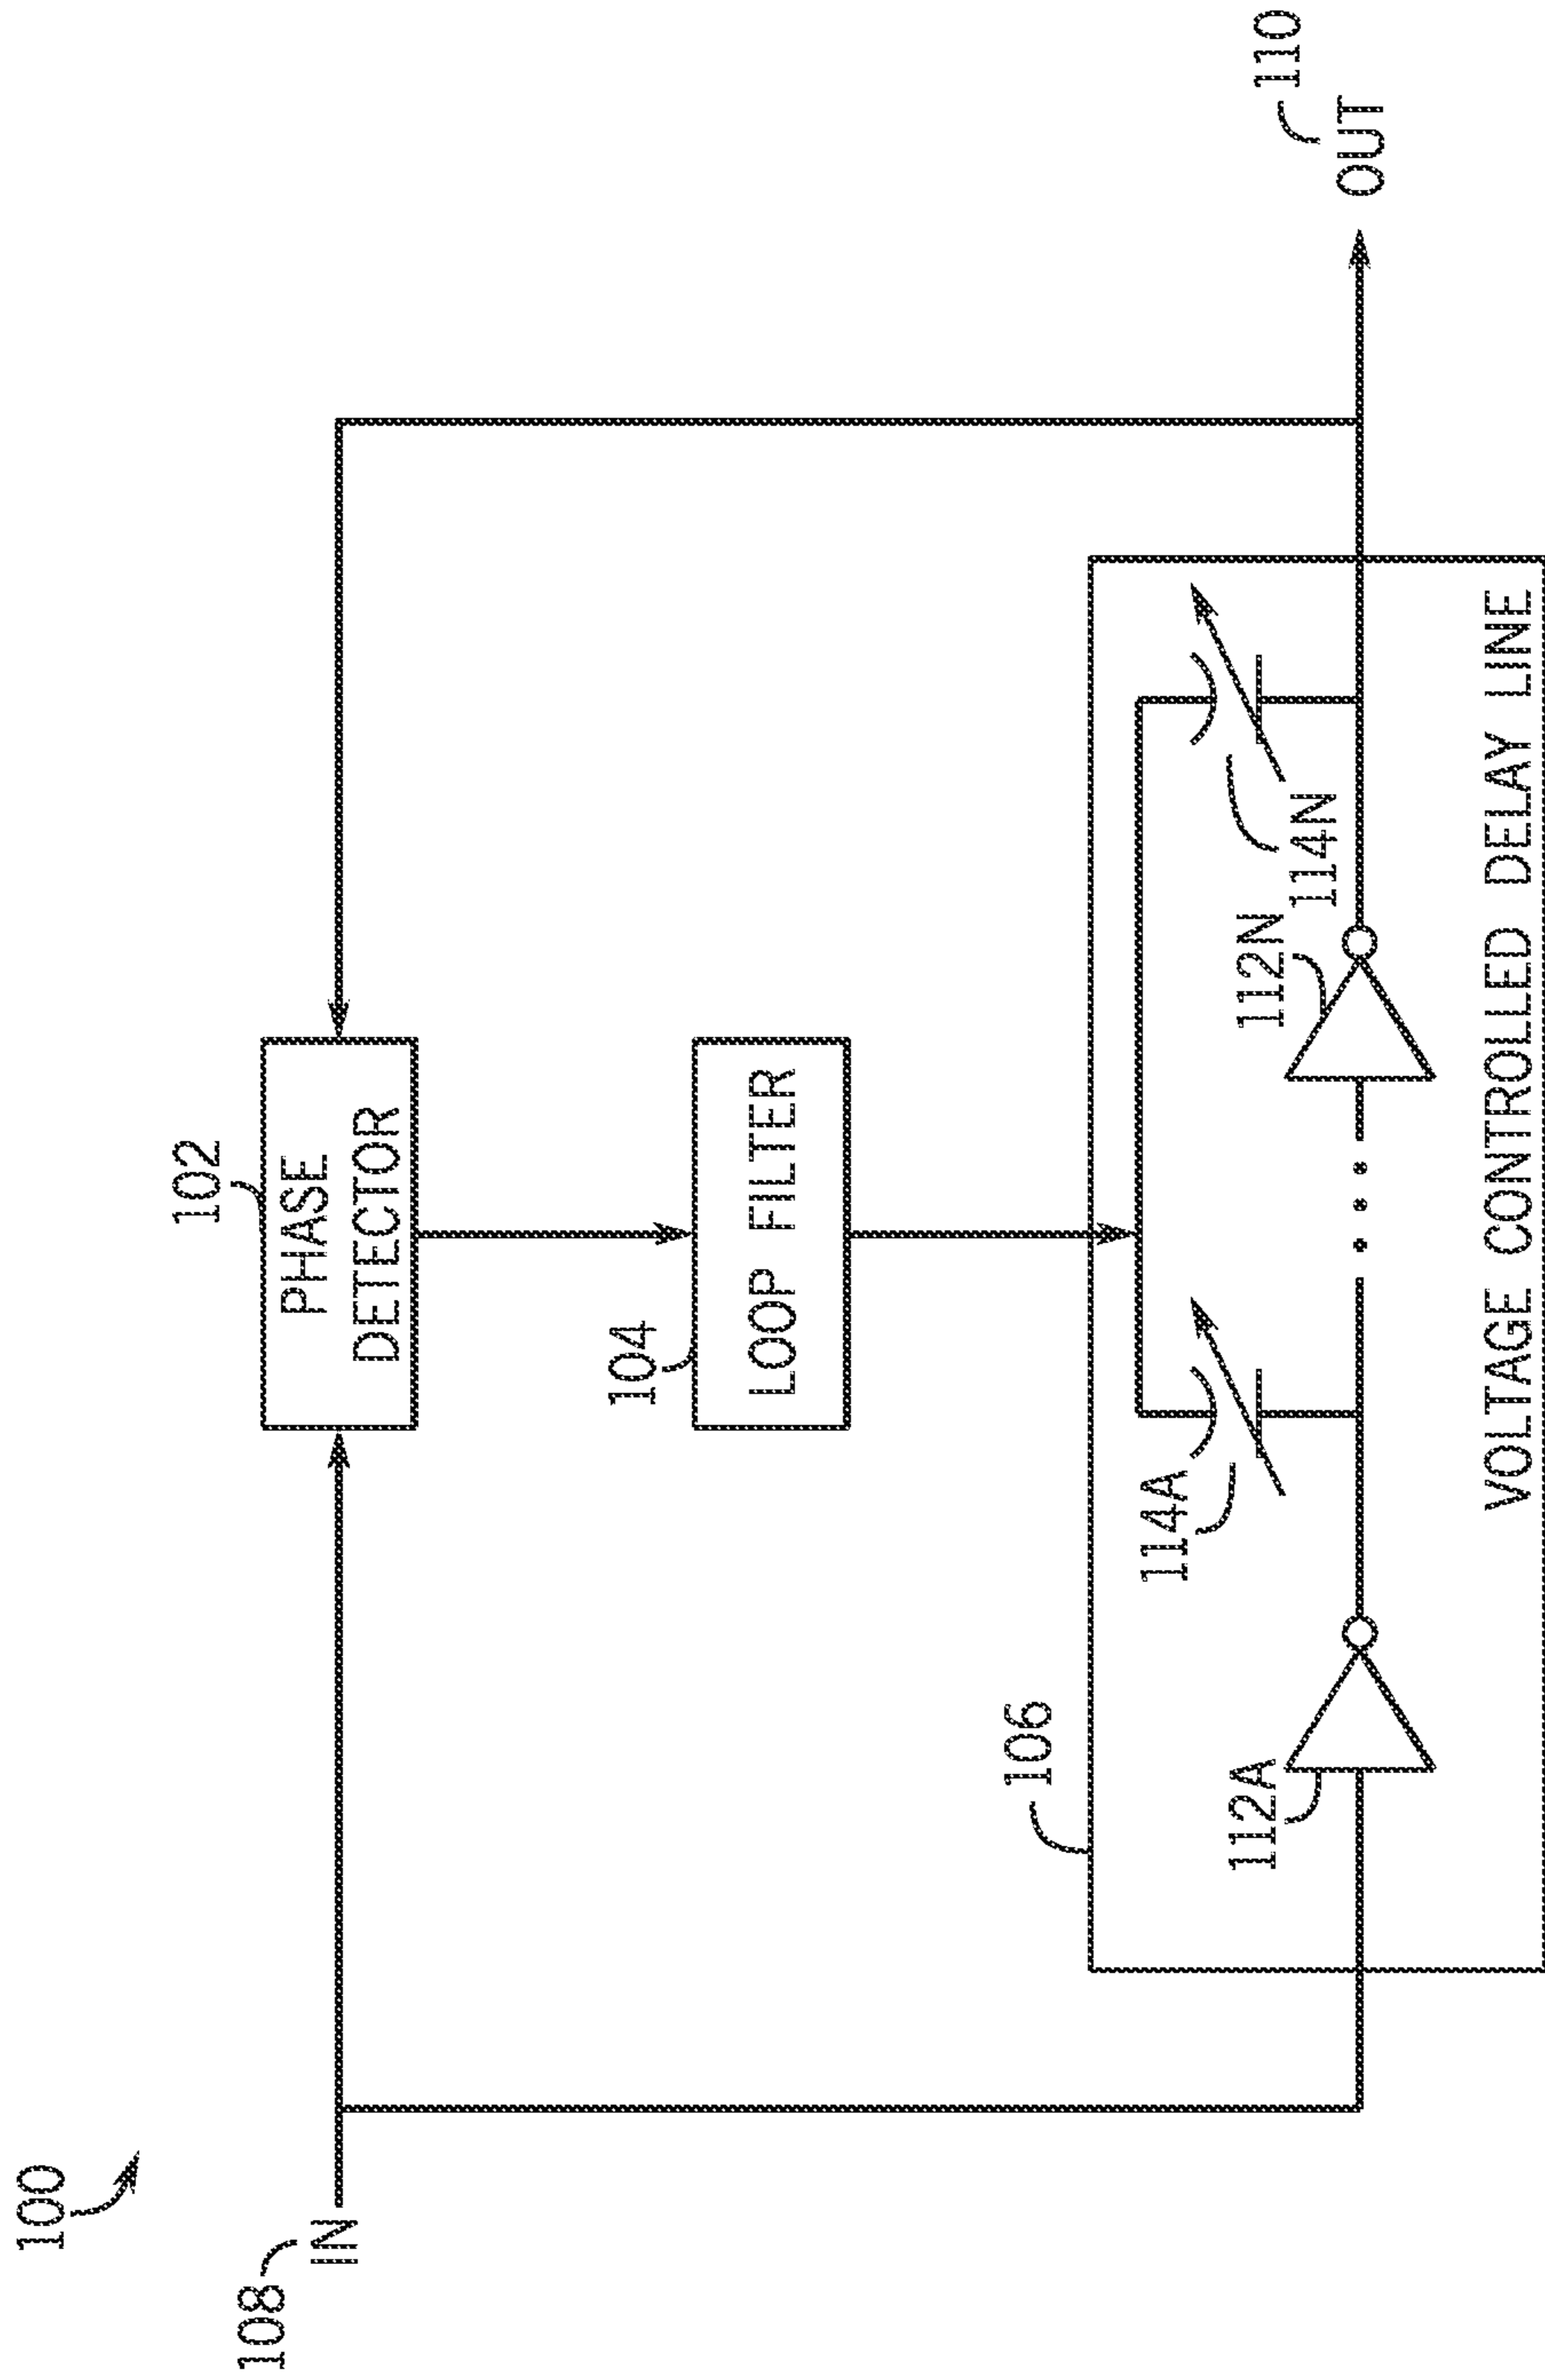 100
108
IN
102
PHASE
DETECTOR
104
LOOP FILTER
106
114A
112A
112N
114N
VOLTAGE CONTROLLED DELAY LINE
110
OUT